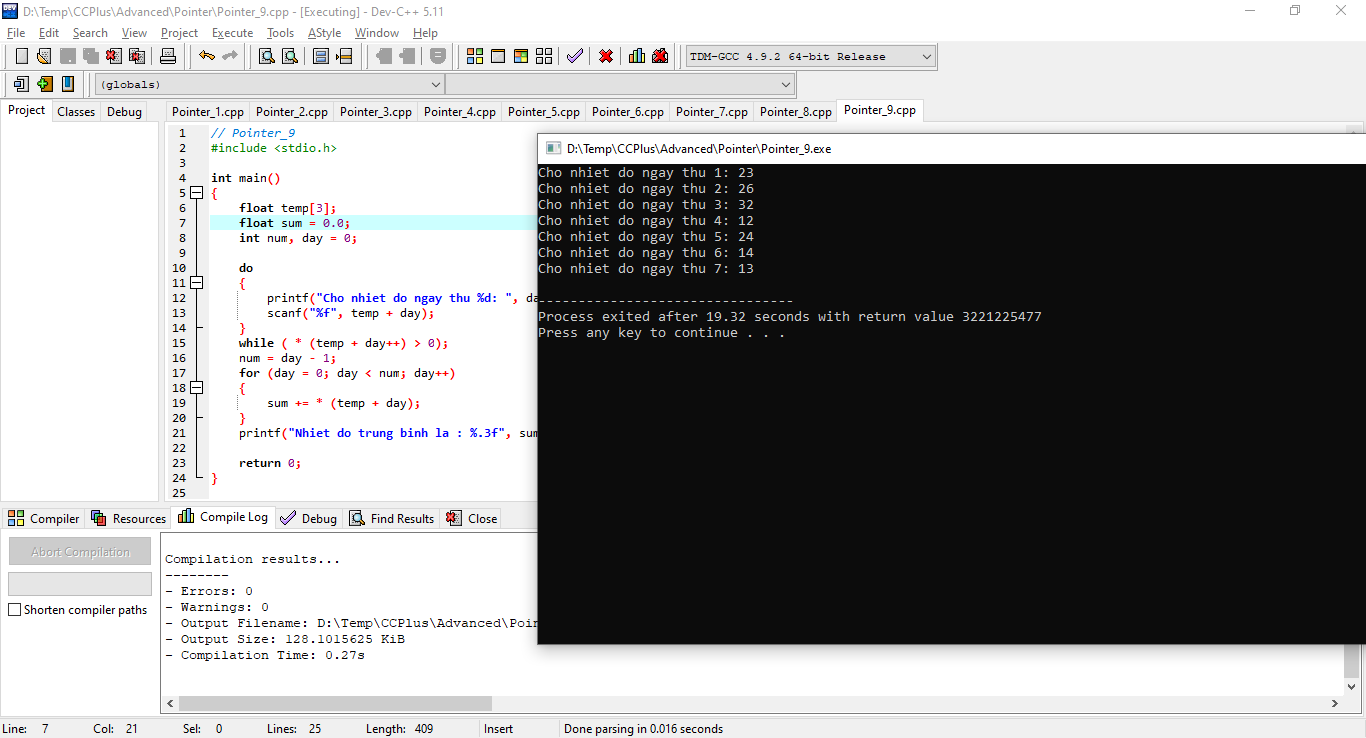 D:\Temp\CCPlus\Advanced\Pointer\Pointer_9.cpp - [Executing] - Dev-C++ 5.11
File Edit Search View Project Execute Tools AStyle Window Help
TDM-GCC 4.9.2 64-bit Release
(globals)
Project Classes Debug
Pointer_1.cpp Pointer_2.cpp Pointer_3.cpp Pointer_4.cpp Pointer_5.cpp Pointer_6.cpp Pointer_7.cpp Pointer_8.cpp Pointer_9.cpp
1 // Pointer_9
2 #include <stdio.h>
3
4 int main()
5 {
6 float temp[3];
7 float sum = 0.0;
8 int num, day = 0;
9
10 do
11 {
12 printf("Cho nhiet do ngay thu %d: ", da
13 scanf("%f", temp + day);
14 }
15 while ( * (temp + day++) > 0);
16 num = day - 1;
17 for (day = 0; day < num; day++)
18 {
19 sum += * (temp + day);
20 }
21 printf("Nhiet do trung binh la : %.3f", sum
22
23 return 0;
24 }
25
D:\Temp\CCPlus\Advanced\Pointer\Pointer_9.exe
Cho nhiet do ngay thu 1: 23
Cho nhiet do ngay thu 2: 26
Cho nhiet do ngay thu 3: 32
Cho nhiet do ngay thu 4: 12
Cho nhiet do ngay thu 5: 24
Cho nhiet do ngay thu 6: 14
Cho nhiet do ngay thu 7: 13
--------------------------------
Process exited after 19.32 seconds with return value 3221225477
Press any key to continue . . .
Compiler Resources Compile Log Debug Find Results Close
Abort Compilation
Shorten compiler paths
Compilation results...
--------
- Errors: 0
- Warnings: 0
- Output Filename: D:\Temp\CCPlus\Advanced\Poin
- Output Size: 128.1015625 KiB
- Compilation Time: 0.27s
Line: 7 Col: 21 Sel: 0 Lines: 25 Length: 409 Insert Done parsing in 0.016 seconds